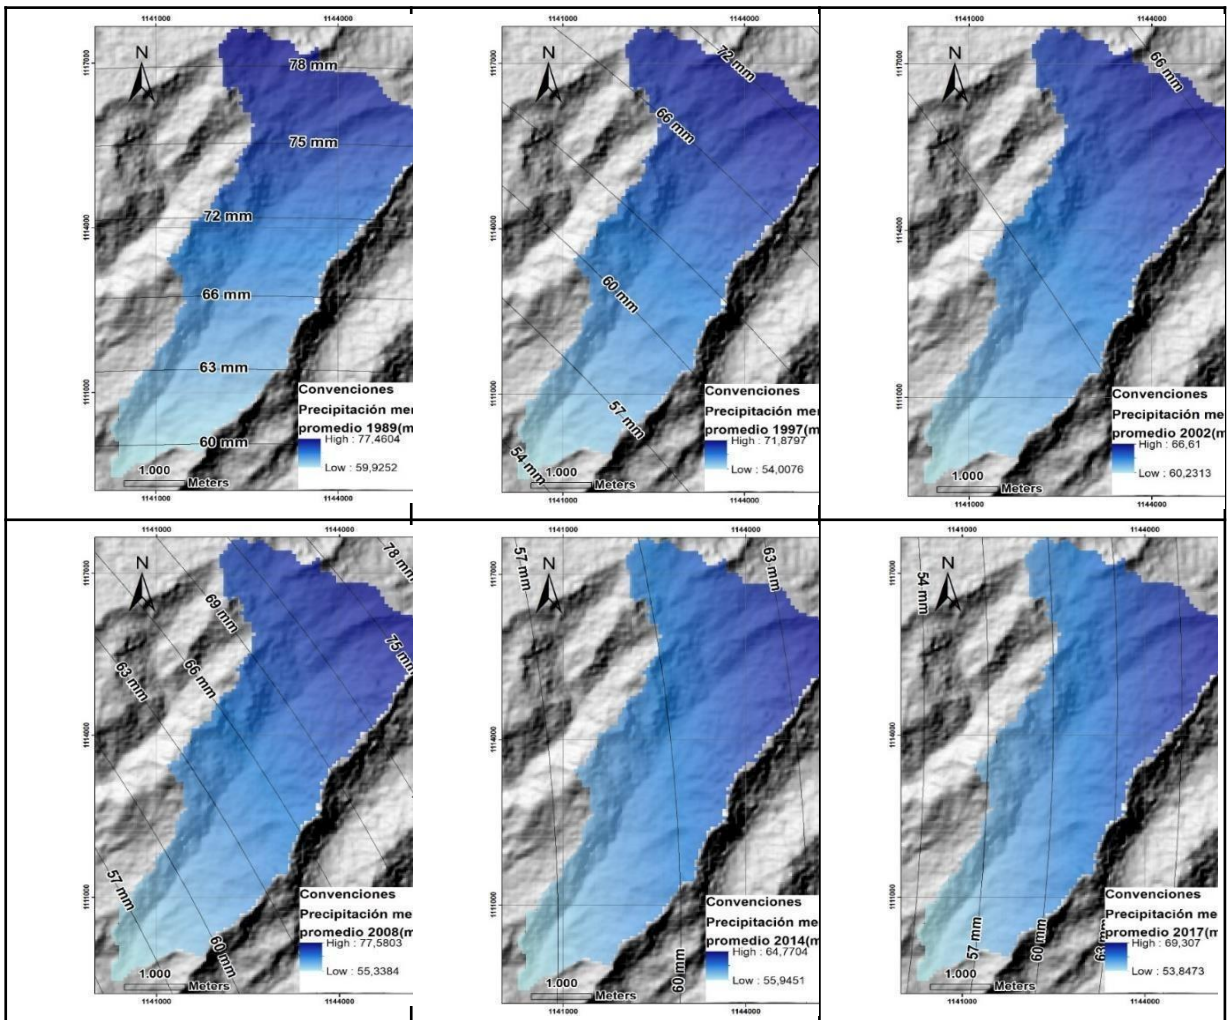 1141000 1144000
N
1117000
78 mm
75 mm
72 mm
1114000
66 mm
63 mm
1111000
60 mm
Convenciones
Precipitación me
promedio 1989(m
High : 77,4604
Low : 59,9252
1.000
Meters
1141000 1144000
1141000 1144000
N
1117000
72 mm
66 mm
1114000
60 mm
57 mm
1111000
54 mm
Convenciones
Precipitación me
promedio 1997(m
High : 71,8797
Low : 54,0076
1.000
Meters
1141000 1144000
1141000 1144000
N
1117000
66 mm
1114000
1111000
Convenciones
Precipitación me
promedio 2002(m
High : 66,61
Low : 60,2313
1.000
Meters
1141000 1144000
1141000 1144000
N
1117000
78 mm
69 mm
75 mm
66 mm
63 mm
1114000
57 mm
1111000
60 mm
Convenciones
Precipitación me
promedio 2008(m
High : 77,5803
Low : 55,3384
1.000
Meters
1141000 1144000
1141000 1144000
N
57 mm
63 mm
1117000
1114000
1111000
60 mm
Convenciones
Precipitación me
promedio 2014(m
High : 64,7704
Low : 55,9451
1.000
Meters
1141000 1144000
1141000 1144000
N
54 mm
1117000
1114000
1111000
57 mm
60 mm
Convenciones
Precipitación me
promedio 2017(m
High : 69,307
Low : 53,8473
1.000
Meters
1141000 1144000